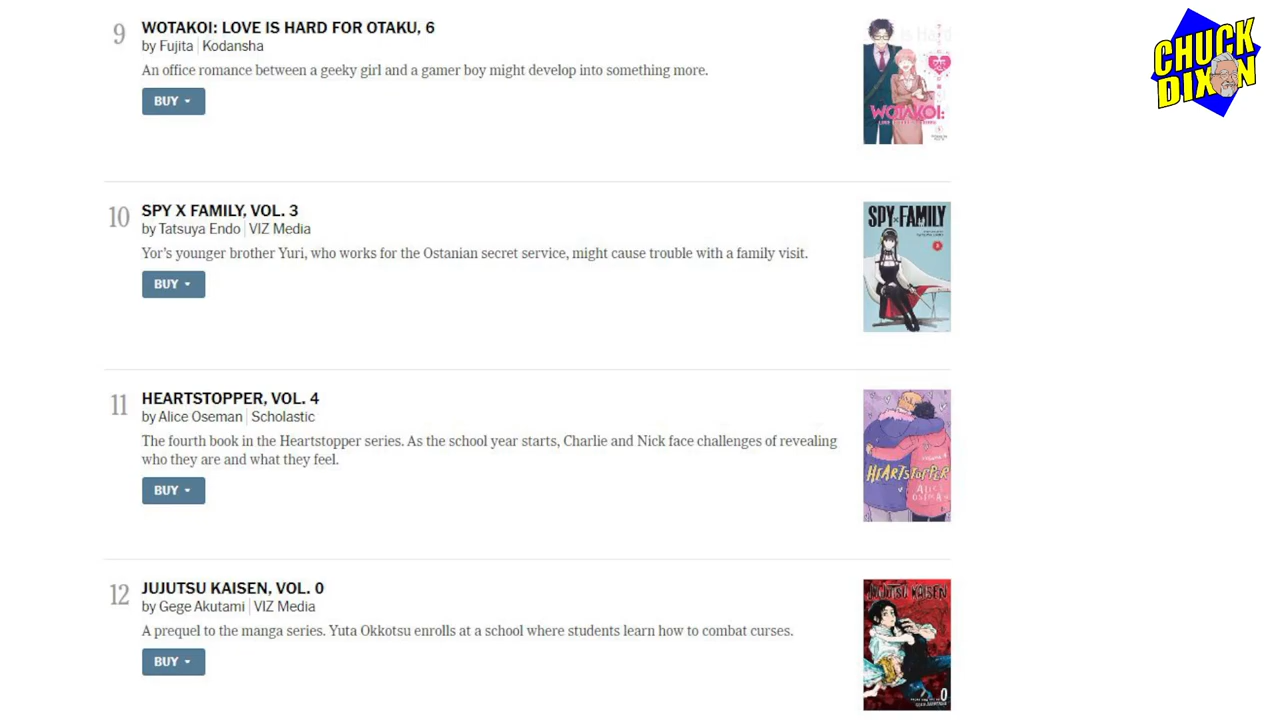 9
WOTAKOI: LOVE IS HARD FOR OTAKU, 6
by Fujita | Kodansha
An office romance between a geeky girl and a gamer boy might develop into something more.
BUY
WOTAKOI:
10
SPY X FAMILY, VOL. 3
by Tatsuya Endo | VIZ Media
Yor's younger brother Yuri, who works for the Ostanian secret service, might cause trouble with a family visit.
BUY
SPY×FAMILY
3
11
HEARTSTOPPER, VOL. 4
by Alice Oseman | Scholastic
The fourth book in the Heartstopper series. As the school year starts, Charlie and Nick face challenges of revealing
who they are and what they feel.
BUY
HEARTSTOPPER
ALICE
OSEMAN
12
JUJUTSU KAISEN, VOL. 0
by Gege Akutami | VIZ Media
A prequel to the manga series. Yuta Okkotsu enrolls at a school where students learn how to combat curses.
BUY
JUJUTSU KAISEN
0
CHUCK
DIXON